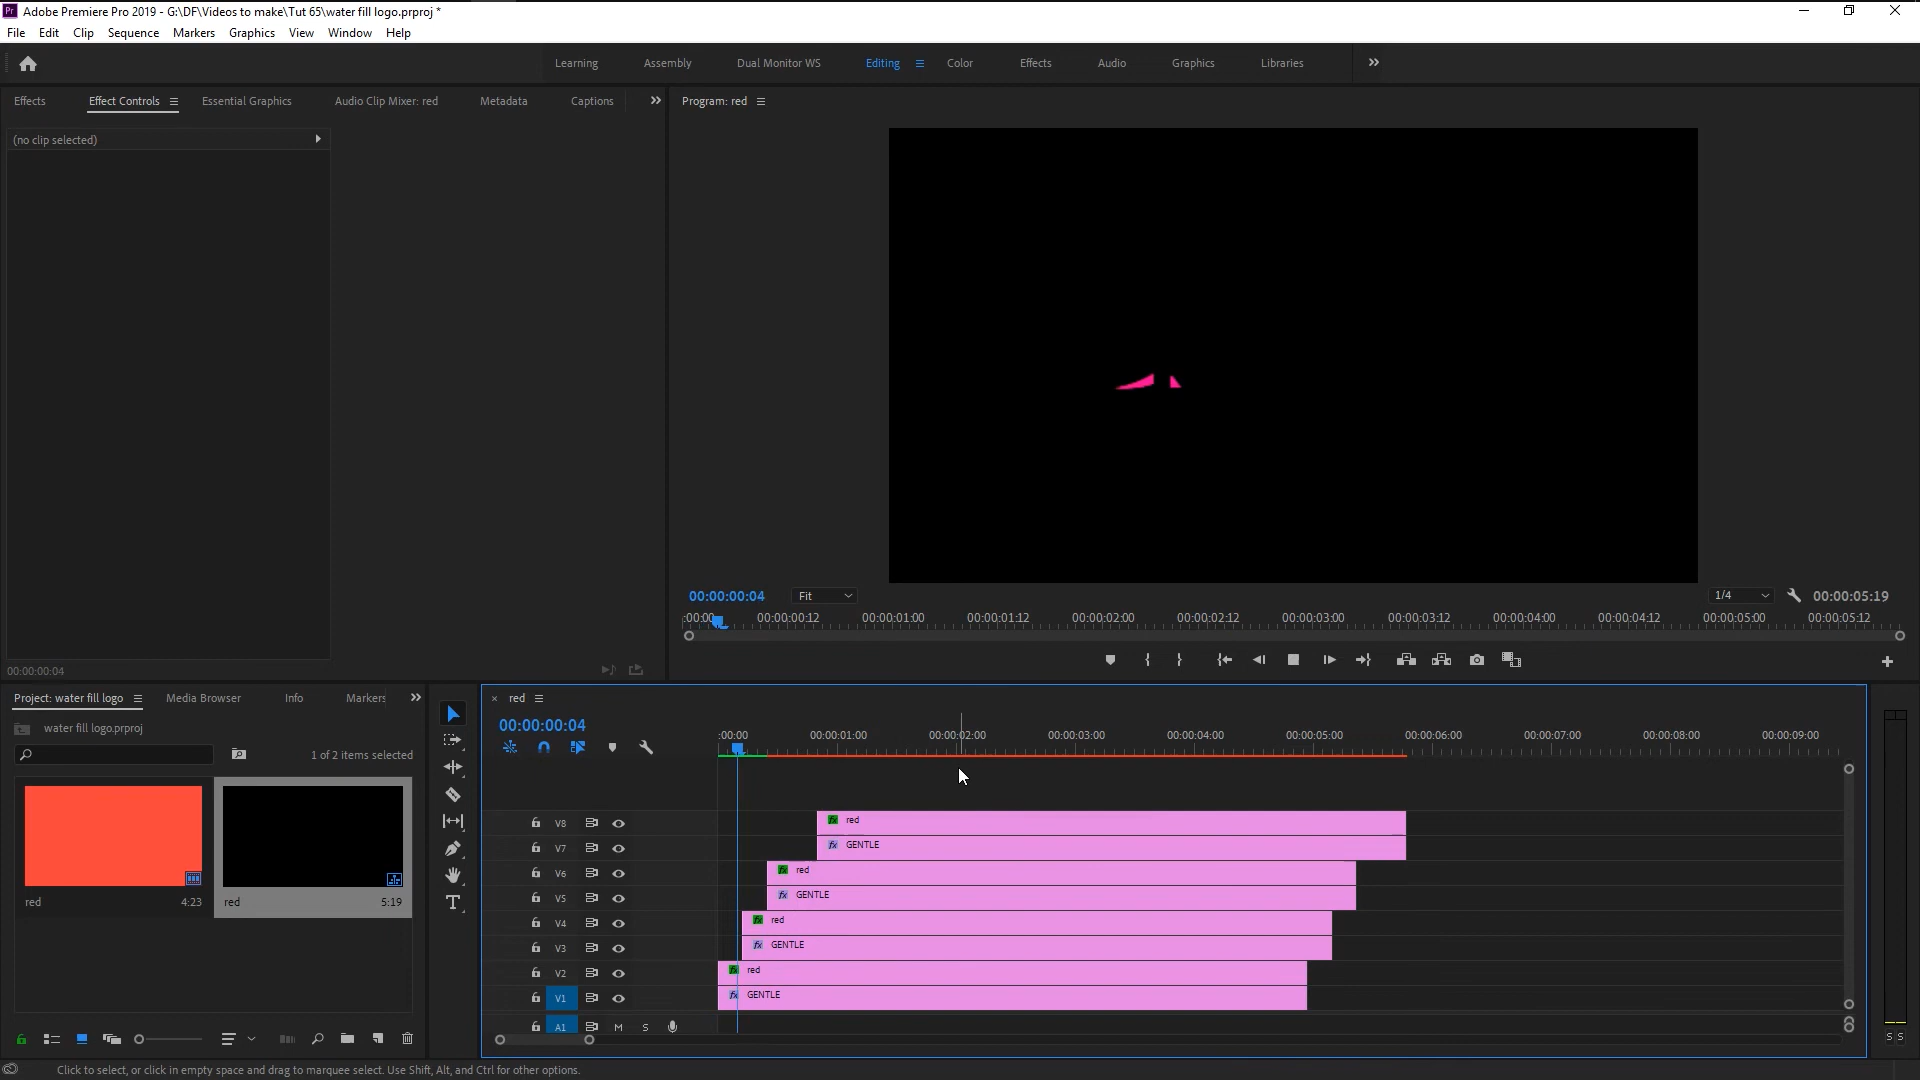 Pr Adobe Premiere Pro 2019 - G:\DF\Videos to make\Tut 65\water fill logo.prproj *
File Edit Clip Sequence Markers Graphics View Window Help
Learning Assembly Dual Monitor WS Editing Color Effects Audio Graphics Libraries
Effects Effect Controls Essential Graphics Audio Clip Mixer: red Metadata Captions Program: red
(no clip selected)
00:00:00:04 Fit 1/4 00:00:05:19
:00:00 00:00:00:12 00:00:01:00 00:00:01:12 00:00:02:00 00:00:02:12 00:00:03:00 00:00:03:12 00:00:04:00 00:00:04:12 00:00:05:00 00:00:05:12
00:00:00:04
Project: water fill logo Media Browser Info Markers
water fill logo.prproj
1 of 2 items selected
red 4:23 red 5:19
red
00:00:00:04
:00:00 00:00:01:00 00:00:02:00 00:00:03:00 00:00:04:00 00:00:05:00 00:00:06:00 00:00:07:00 00:00:08:00 00:00:09:00
V8 fx red
V7 fx GENTLE
V6 fx red
V5 fx GENTLE
V4 fx red
V3 fx GENTLE
V2 fx red
V1 fx GENTLE
A1 M S
S S
Click to select, or click in empty space and drag to marquee select. Use Shift, Alt, and Ctrl for other options.